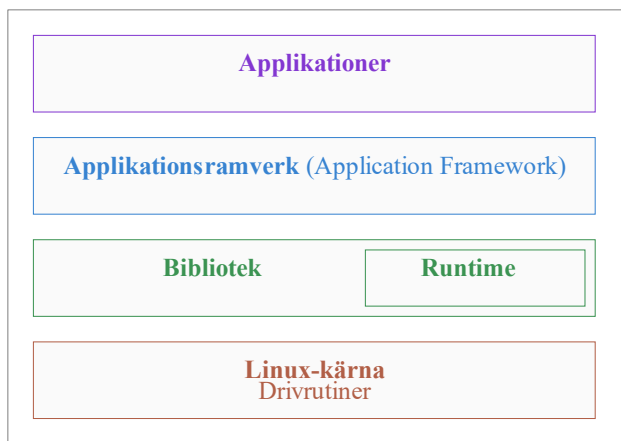 Applikationer
Applikationsramverk (Application Framework)
Bibliotek
Runtime
Linux-kärna
Drivrutiner